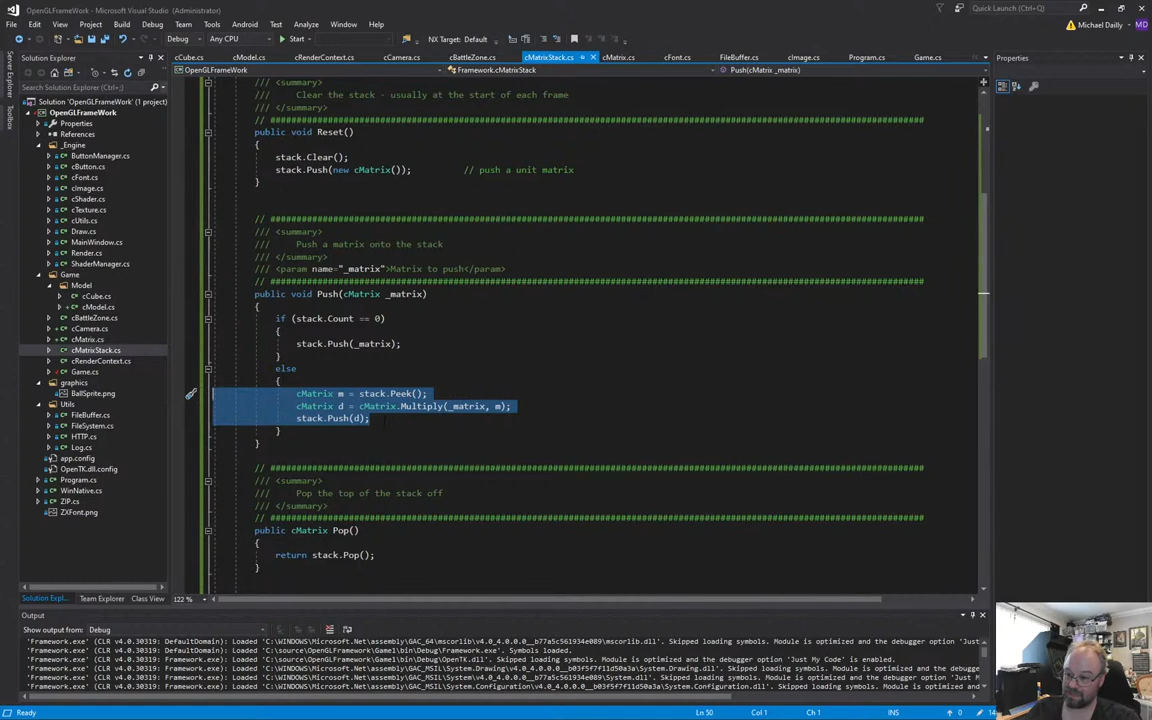 OpenGLFrameWork - Microsoft Visual Studio (Administrator)
Quick Launch (Ctrl+Q)
File Edit View Project Build Debug Team Tools Android Test Analyze Window Help
Michael Dailly MD
Debug Any CPU Start NX Target: Default
Server Explorer
Toolbox
Solution Explorer
Search Solution Explorer (Ctrl+;)
Solution 'OpenGLFrameWork' (1 project)
OpenGLFrameWork
Properties
References
_Engine
ButtonManager.cs
cButton.cs
cFont.cs
cImage.cs
cShader.cs
cTexture.cs
cUtils.cs
Draw.cs
MainWindow.cs
Render.cs
ShaderManager.cs
Game
Model
cCube.cs
cModel.cs
cBattleZone.cs
cCamera.cs
cMatrix.cs
cMatrixStack.cs
cRenderContext.cs
Game.cs
graphics
BallSprite.png
Utils
FileBuffer.cs
FileSystem.cs
HTTP.cs
Log.cs
app.config
OpenTK.dll.config
Program.cs
WinNative.cs
ZIP.cs
ZXFont.png
Solution Expl... Team Explorer Class View
cCube.cs cModel.cs cRenderContext.cs cCamera.cs cBattleZone.cs cMatrixStack.cs cMatrix.cs cFont.cs FileBuffer.cs cImage.cs Program.cs Game.cs
OpenGLFrameWork Framework.cMatrixStack Push(cMatrix _matrix)
/// <summary>
/// Clear the stack - usually at the start of each frame
/// </summary>
// #############################################################################################################################
public void Reset()
{
stack.Clear();
stack.Push(new cMatrix()); // push a unit matrix
}
// #############################################################################################################################
/// <summary>
/// Push a matrix onto the stack
/// </summary>
/// <param name="_matrix">Matrix to push</param>
// #############################################################################################################################
public void Push(cMatrix _matrix)
{
if (stack.Count == 0)
{
stack.Push(_matrix);
}
else
{
cMatrix m = stack.Peek();
cMatrix d = cMatrix.Multiply(_matrix, m);
stack.Push(d);
}
}
// #############################################################################################################################
/// <summary>
/// Pop the top of the stack off
/// </summary>
// #############################################################################################################################
public cMatrix Pop()
{
return stack.Pop();
}
122 %
Properties
Output
Show output from: Debug
'Framework.exe' (CLR v4.0.30319: DefaultDomain): Loaded 'C:\WINDOWS\Microsoft.Net\assembly\GAC_64\mscorlib\v4.0_4.0.0.0__b77a5c561934e089\mscorlib.dll'. Skipped loading symbols. Module is optimized and the debugger option 'Just
'Framework.exe' (CLR v4.0.30319: DefaultDomain): Loaded 'C:\source\OpenGLFramework\Game1\bin\Debug\Framework.exe'. Symbols loaded.
'Framework.exe' (CLR v4.0.30319: Framework.exe): Loaded 'C:\source\OpenGLFramework\Game1\bin\Debug\OpenTK.dll'. Skipped loading symbols. Module is optimized and the debugger option 'Just My Code' is enabled.
'Framework.exe' (CLR v4.0.30319: Framework.exe): Loaded 'C:\WINDOWS\Microsoft.Net\assembly\GAC_MSIL\System.Drawing\v4.0_4.0.0.0__b03f5f7f11d50a3a\System.Drawing.dll'. Skipped loading symbols. Module is optimized and the
'Framework.exe' (CLR v4.0.30319: Framework.exe): Loaded 'C:\WINDOWS\Microsoft.Net\assembly\GAC_MSIL\System\v4.0_4.0.0.0__b77a5c561934e089\System.dll'. Skipped loading symbols. Module is optimized and the debugger option
'Framework.exe' (CLR v4.0.30319: Framework.exe): Loaded 'C:\WINDOWS\Microsoft.Net\assembly\GAC_MSIL\System.Configuration\v4.0_4.0.0.0__b03f5f7f11d50a3a\System.Configuration.dll'. Skipped loading symbols. Module is
Ready Ln 50 Col 1 Ch 1 INS 0 14